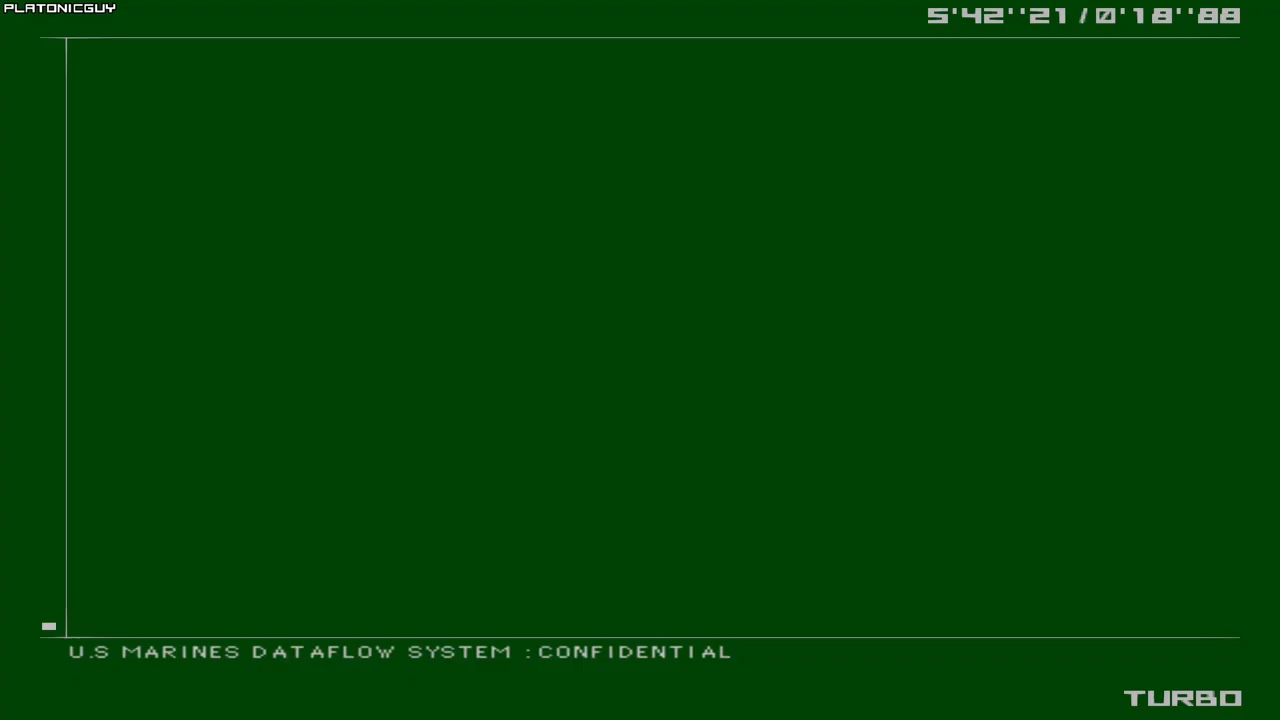 PLATONICGUY
5'42''21/0'18''88
U.S MARINES DATAFLOW SYSTEM :CONFIDENTIAL
TURBO